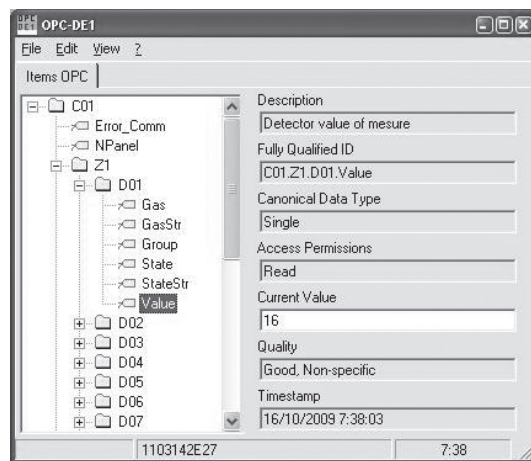 OPC DE1 OPC-DE1
File Edit View ?
Items OPC
C01
Error_Comm
NPanel
Z1
D01
Gas
GasStr
Group
State
StateStr
Value
D02
D03
D04
D05
D06
D07
Description
Detector value of mesure
Fully Qualified ID
C01.Z1.D01.Value
Canonical Data Type
Single
Access Permissions
Read
Current Value
16
Quality
Good, Non-specific
Timestamp
16/10/2009 7:38:03
1103142E27 7:38